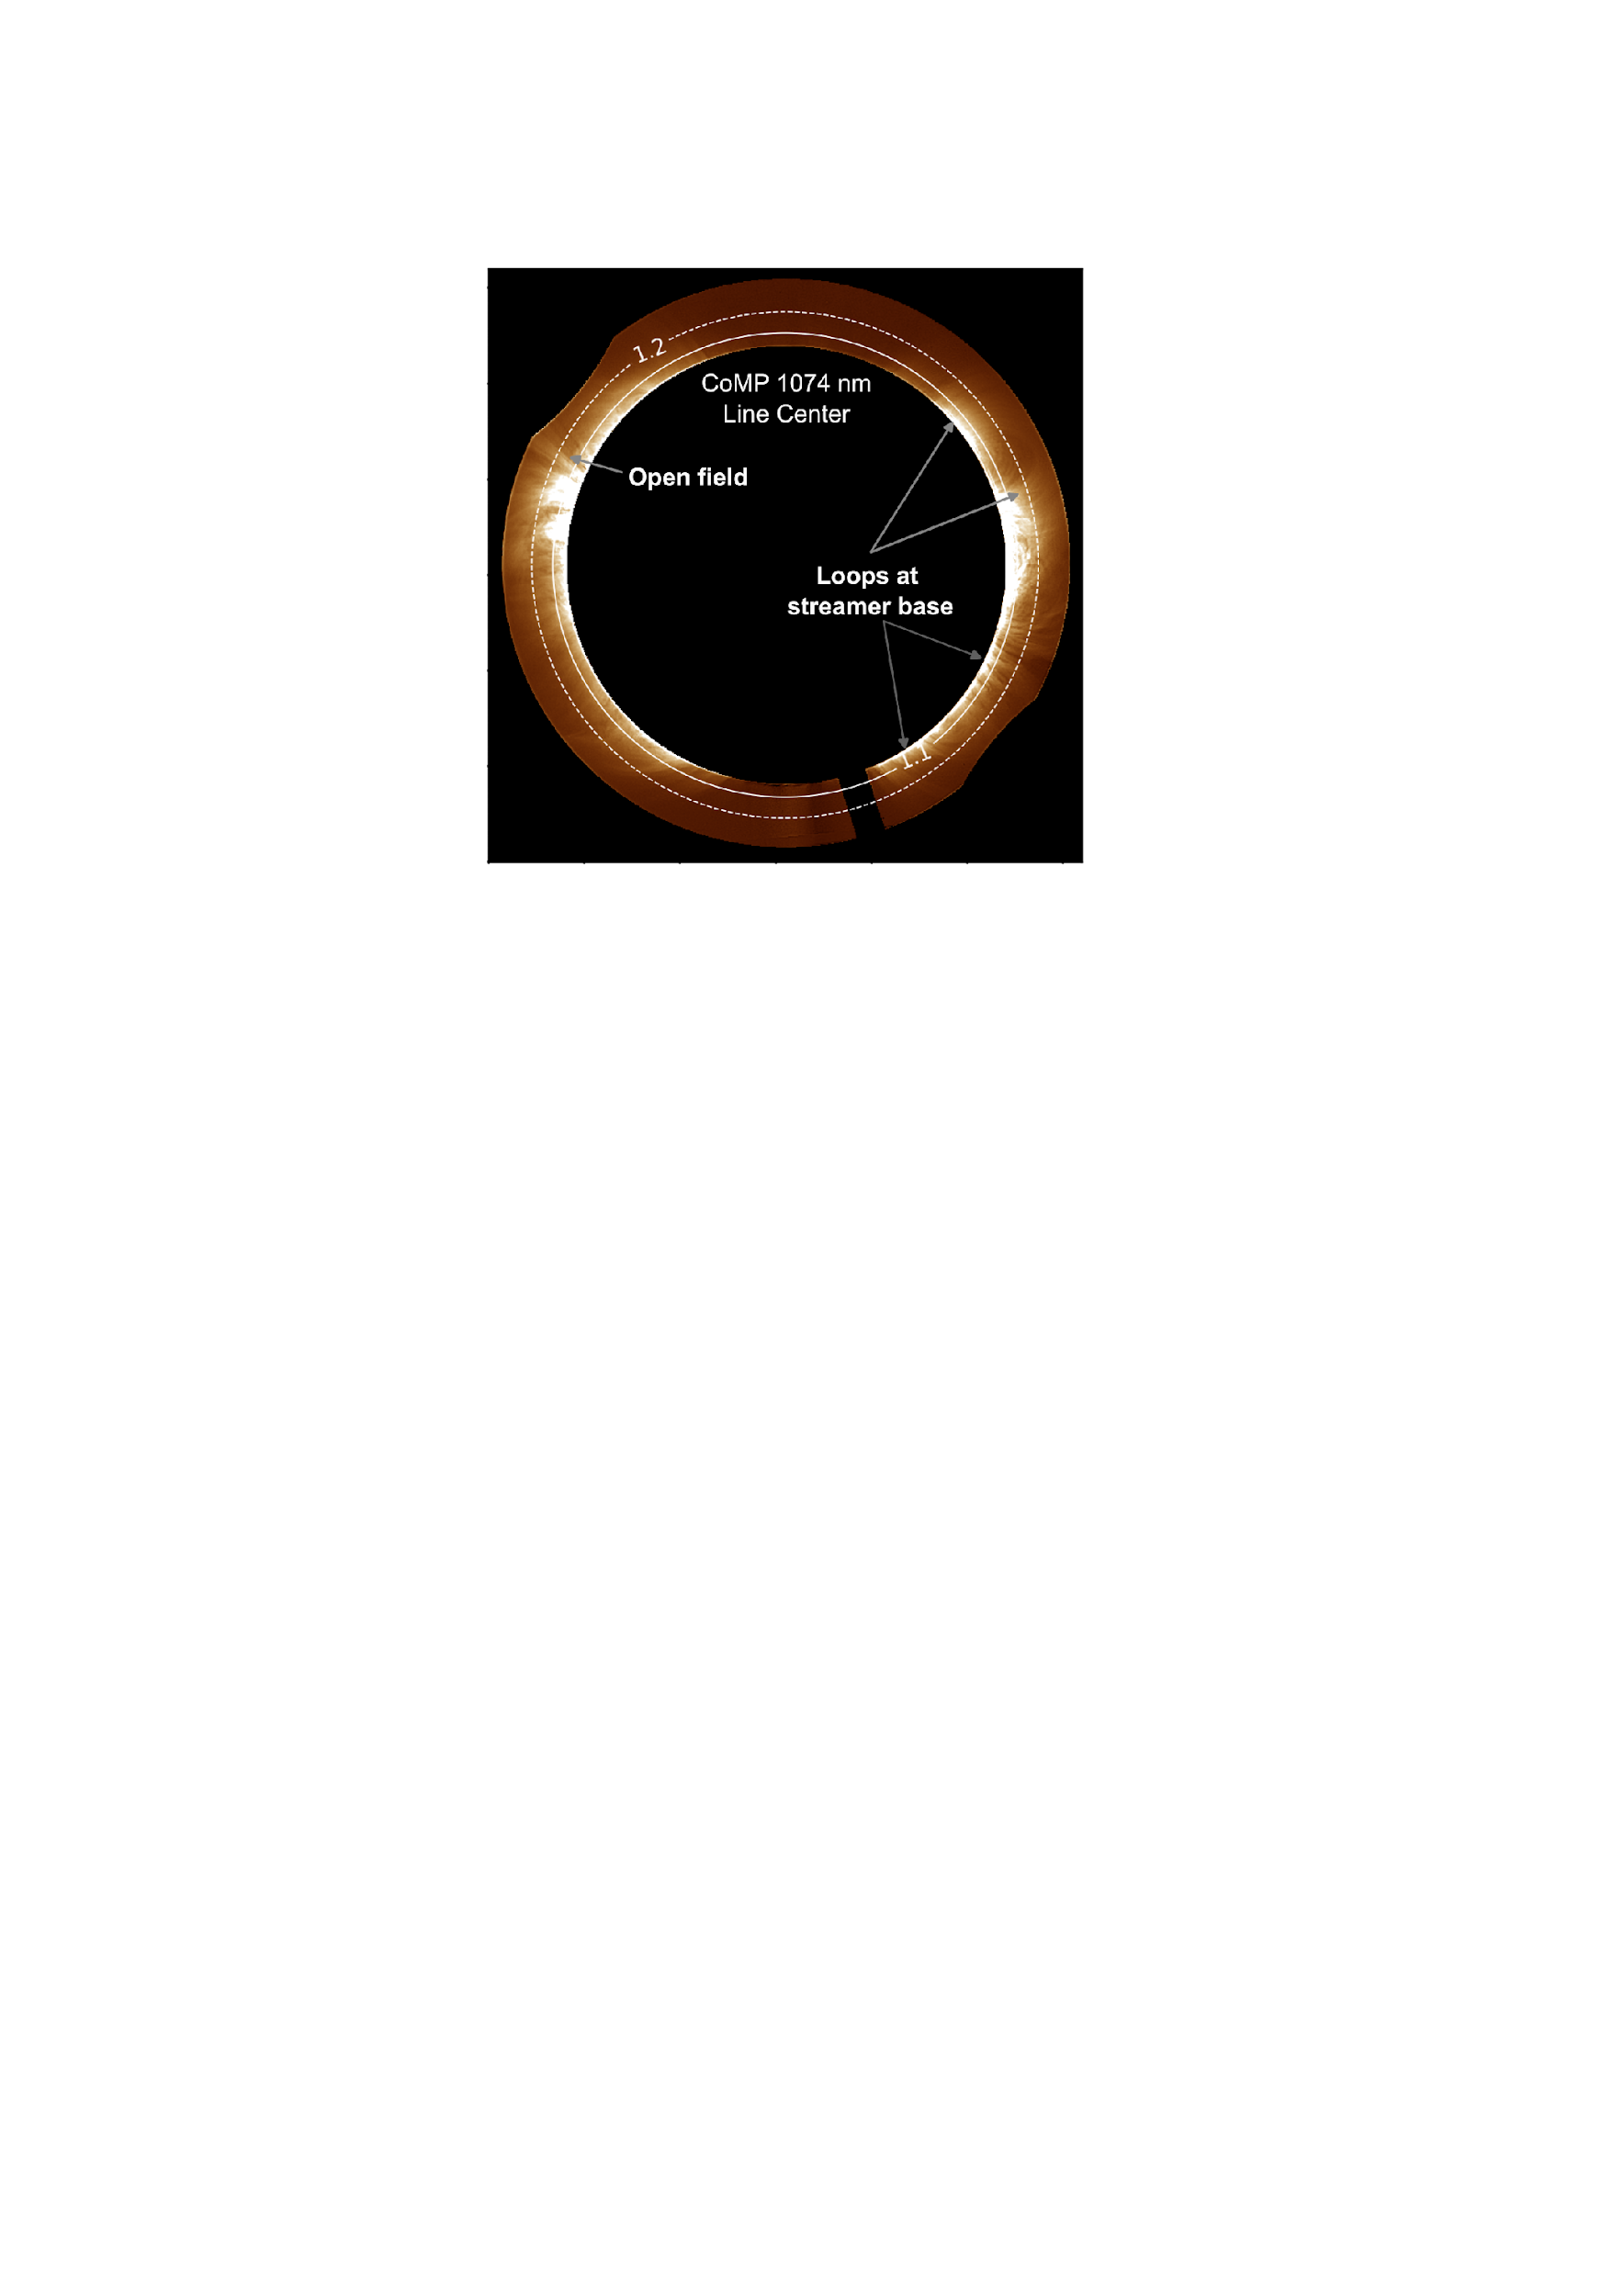 1.2
CoMP 1074 nm
Line Center
Open field
Loops at
streamer base
1.1